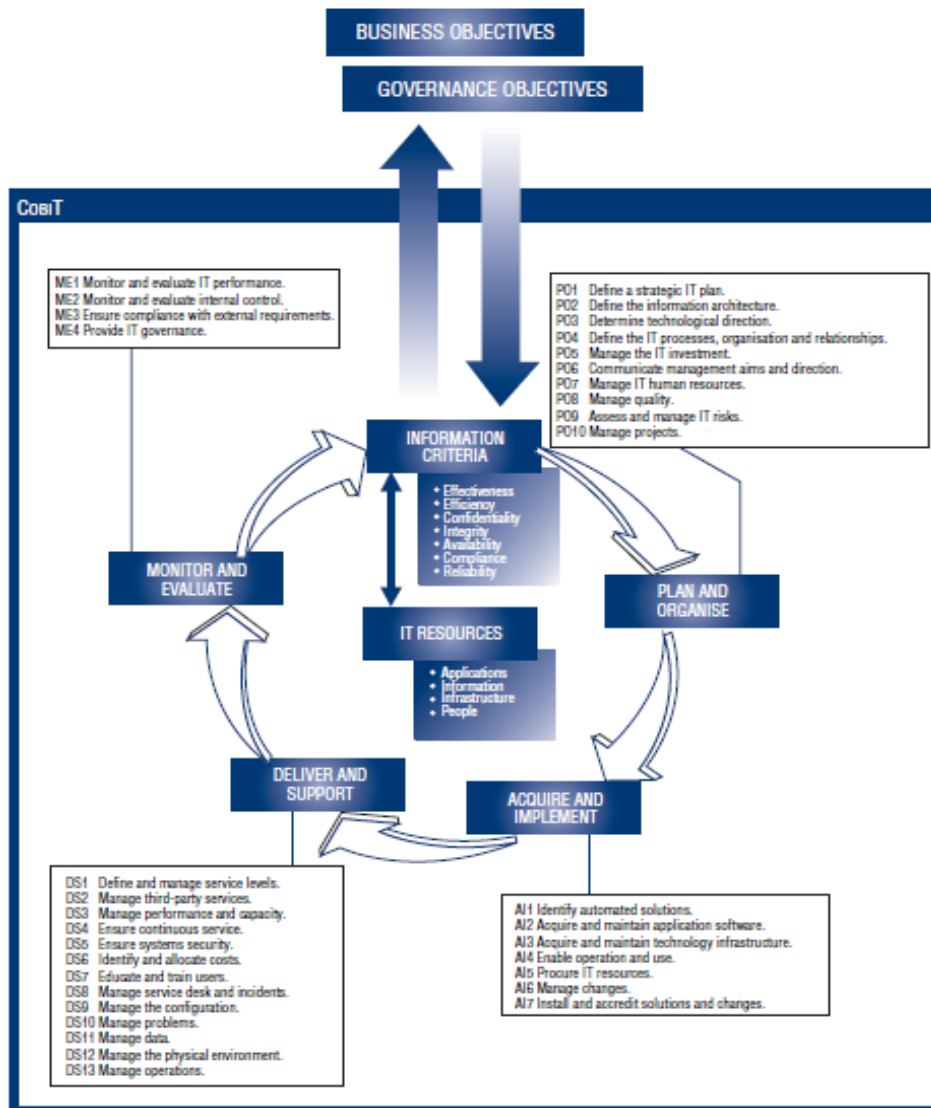 BUSINESS OBJECTIVES
GOVERNANCE OBJECTIVES
COBIT
ME1 Monitor and evaluate IT performance.
ME2 Monitor and evaluate internal control.
ME3 Ensure compliance with external requirements.
ME4 Provide IT governance.
PO1 Define a strategic IT plan.
PO2 Define the information architecture.
PO3 Determine technological direction.
PO4 Define the IT processes, organisation and relationships.
PO5 Manage the IT investment.
PO6 Communicate management aims and direction.
PO7 Manage IT human resources.
PO8 Manage quality.
PO9 Assess and manage IT risks.
PO10 Manage projects.
INFORMATION
CRITERIA
• Effectiveness
• Efficiency
• Confidentiality
• Integrity
• Availability
• Compliance
• Reliability
MONITOR AND
EVALUATE
PLAN AND
ORGANISE
IT RESOURCES
• Applications
• Information
• Infrastructure
• People
DELIVER AND
SUPPORT
ACQUIRE AND
IMPLEMENT
DS1 Define and manage service levels.
DS2 Manage third-party services.
DS3 Manage performance and capacity.
DS4 Ensure continuous service.
DS5 Ensure systems security.
DS6 Identify and allocate costs.
DS7 Educate and train users.
DS8 Manage service desk and incidents.
DS9 Manage the configuration.
DS10 Manage problems.
DS11 Manage data.
DS12 Manage the physical environment.
DS13 Manage operations.
AI1 Identify automated solutions.
AI2 Acquire and maintain application software.
AI3 Acquire and maintain technology infrastructure.
AI4 Enable operation and use.
AI5 Procure IT resources.
AI6 Manage changes.
AI7 Install and accredit solutions and changes.